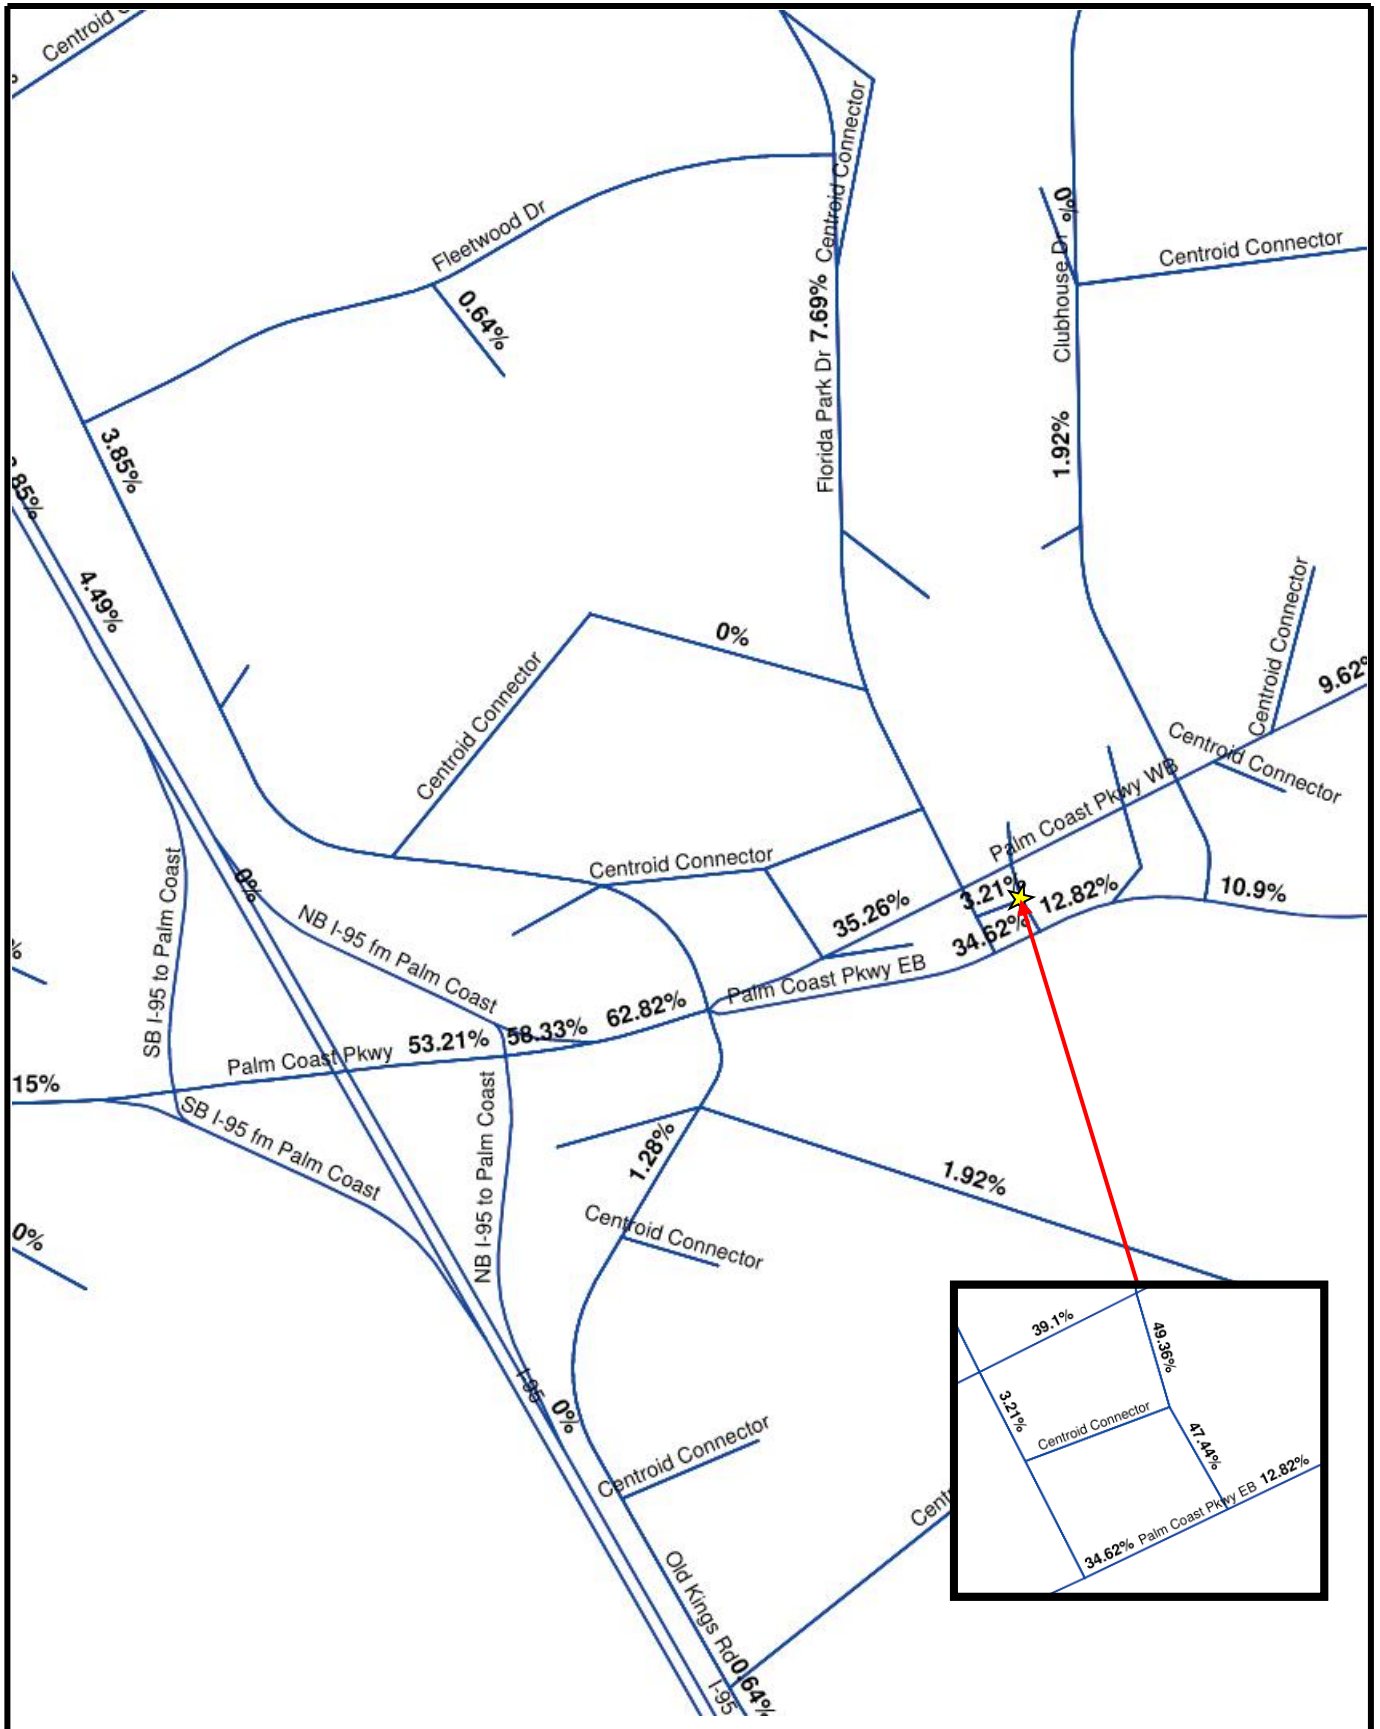 Centroid
Fleetwood Dr
0.64%
Centroid Connector
Florida Park Dr 7.69%
0%
Clubhouse Dr
1.92%
Centroid Connector
3.85%
4.49%
0%
Centroid Connector
Centroid Connector
Centroid Connector
Palm Coast Pkwy WB
Centroid Connector
35.26%
3.21%
12.82%
34.62%
10.9%
0%
SB I-95 to Palm Coast
NB I-95 fm Palm Coast
Palm Coast Pkwy EB
62.82%
58.33%
53.21%
Palm Coast Pkwy
15%
SB I-95 fm Palm Coast
NB I-95 to Palm Coast
1.28%
1.92%
Centroid Connector
0%
I-95
0%
Centroid Connector
Old Kings Rd
0.64%
I-95
39.1%
49.36%
3.21%
Centroid Connector
47.44%
34.62%
Palm Coast Pkwy EB
12.82%